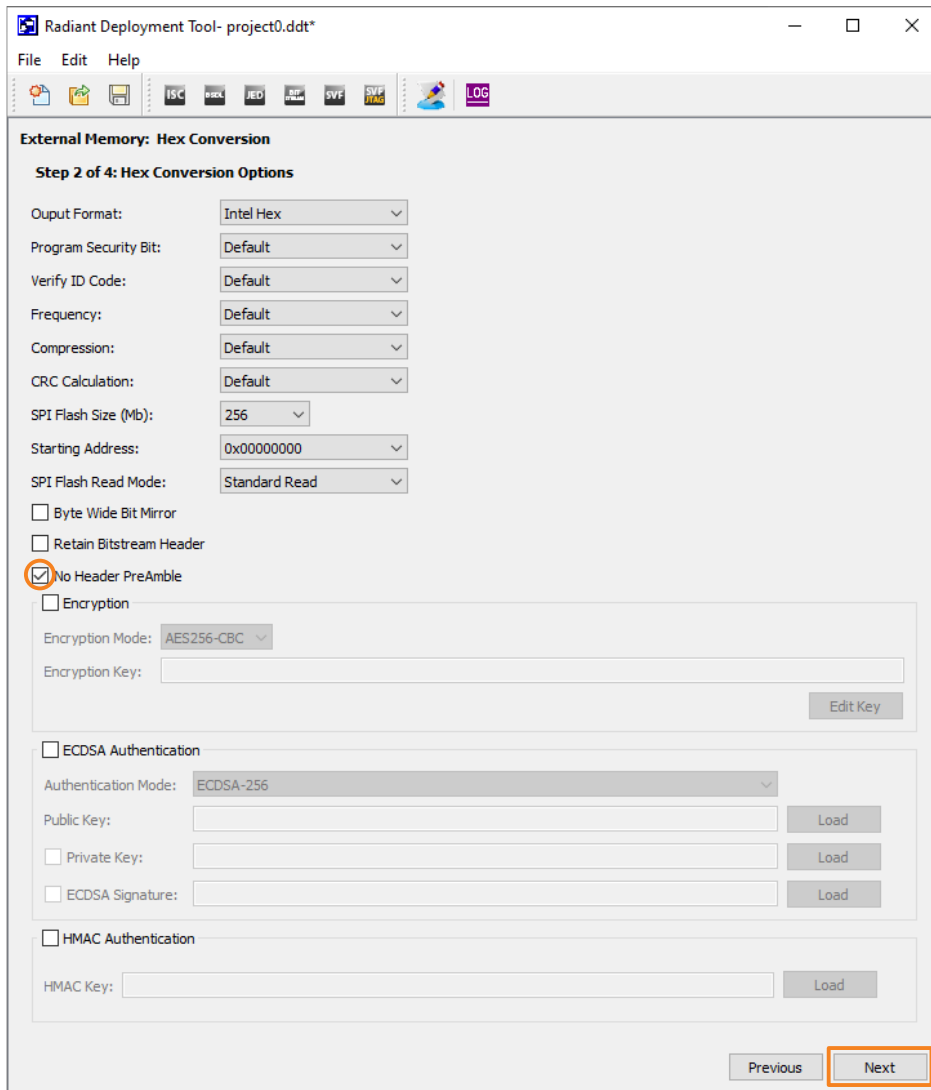 Radiant Deployment Tool- project0.ddt*
File Edit Help
ISC BSDL JED BIT STREAM SVF SVF JTAG LOG
External Memory: Hex Conversion
Step 2 of 4: Hex Conversion Options
Ouput Format: Intel Hex
Program Security Bit: Default
Verify ID Code: Default
Frequency: Default
Compression: Default
CRC Calculation: Default
SPI Flash Size (Mb): 256
Starting Address: 0x00000000
SPI Flash Read Mode: Standard Read
Byte Wide Bit Mirror
Retain Bitstream Header
No Header PreAmble
Encryption
Encryption Mode: AES256-CBC
Encryption Key:
Edit Key
ECDSA Authentication
Authentication Mode: ECDSA-256
Public Key: Load
Private Key: Load
ECDSA Signature: Load
HMAC Authentication
HMAC Key: Load
Previous Next